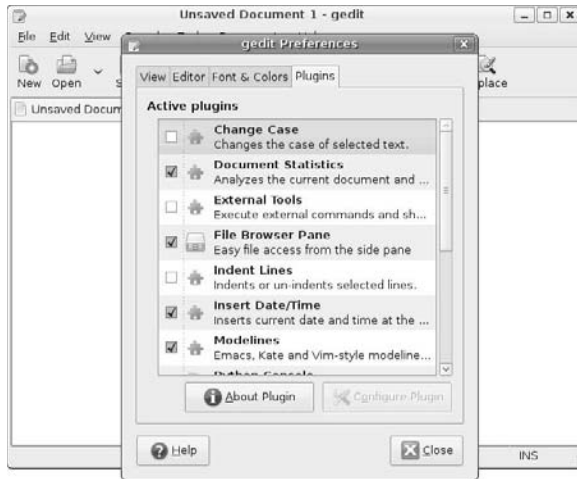 Unsaved Document 1 - gedit
File Edit View
gedit Preferences
New Open
place
Unsaved Docum
View Editor Font & Colors Plugins
Active plugins
Change Case
Changes the case of selected text.
Document Statistics
Analyzes the current document and ...
External Tools
Execute external commands and sh...
File Browser Pane
Easy file access from the side pane
Indent Lines
Indents or un-indents selected lines.
Insert Date/Time
Inserts current date and time at the ...
Modelines
Emacs, Kate and Vim-style modeline...
Python Console
About Plugin Configure Plugin
Help Close
INS